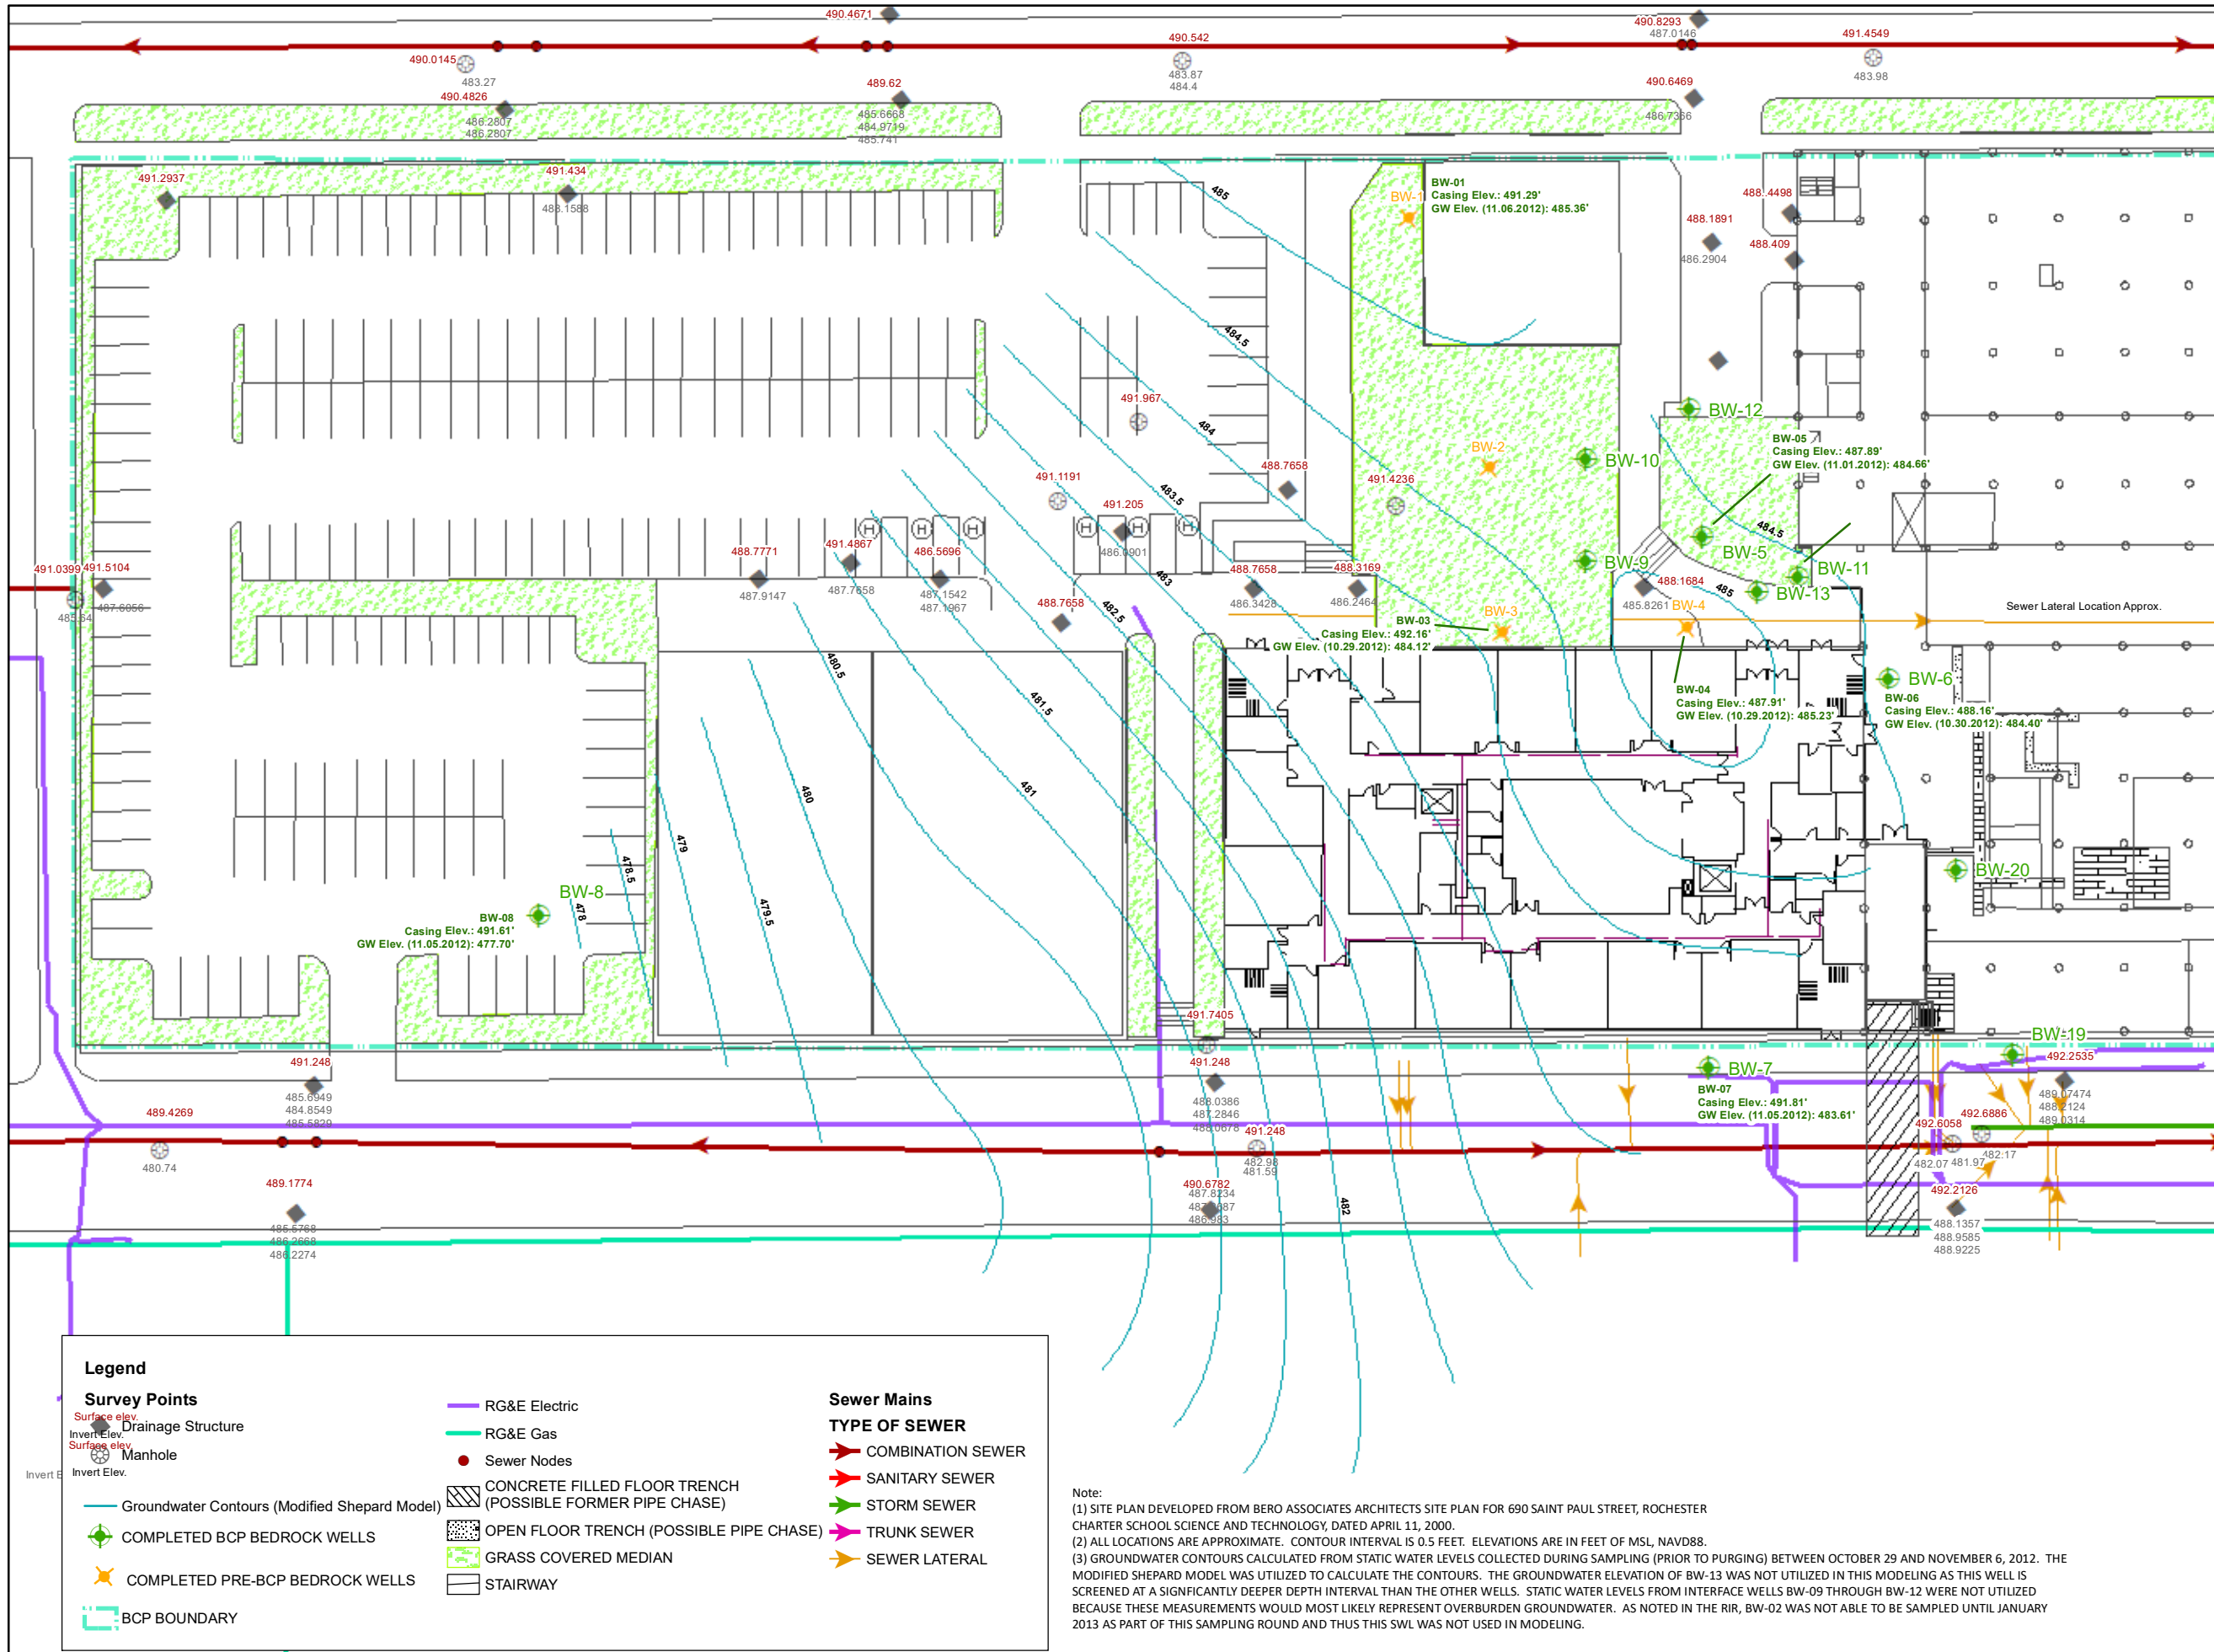 490.4671
490.8293
487.0146
490.542
491.4549
490.0145
483.27
483.87
484.4
483.98
490.4826
486.2807
486.2807
489.62
485.6668
484.9719
485.741
490.6469
486.7366
491.2937
491.434
488.1588
485
BW-1
BW-01
Casing Elev.: 491.29'
GW Elev. (11.06.2012): 485.36'
488.4498
488.1891
488.409
486.2904
484.5
491.967
484
BW-12
BW-2
BW-10
BW-05
Casing Elev.: 487.89'
GW Elev. (11.01.2012): 484.66'
488.7658
491.4236
491.1191
483.5
491.205
H
H
H
H
H
H
486.0901
484.5
BW-5
488.7771
491.4867
486.5696
487.9147
487.7658
487.1542
487.1967
483
488.7658
486.3428
488.3169
486.2464
BW-9
BW-11
488.1684
485
BW-13
485.8261
BW-4
491.0399
491.5104
487.6056
485.64
482.5
488.7658
BW-3
BW-03
Casing Elev.: 492.16'
GW Elev. (10.29.2012): 484.12'
Sewer Lateral Location Approx.
480.5
481.5
BW-04
Casing Elev.: 487.91'
GW Elev. (10.29.2012): 485.23'
BW-6
BW-06
Casing Elev.: 488.16'
GW Elev. (10.30.2012): 484.40'
480
481
479
478.5
BW-20
BW-8
478
479.5
BW-08
Casing Elev.: 491.61'
GW Elev. (11.05.2012): 477.70'
491.7405
BW-19
492.2535
491.248
485.6949
484.8549
485.5829
491.248
488.0386
487.2846
488.0678
BW-7
BW-07
Casing Elev.: 491.81'
GW Elev. (11.05.2012): 483.61'
489.07474
488.2124
489.0314
489.4269
480.74
491.248
482.98
481.59
492.6886
492.6058
482.07
481.97
482.17
489.1774
485.5768
486.2668
486.2274
490.6782
487.8234
486.983
482
492.2126
488.1357
488.9585
488.9225
Legend
Survey Points
Surface elev.
Drainage Structure
Invert Elev.
Surface elev.
Manhole
Invert Elev.
Groundwater Contours (Modified Shepard Model)
COMPLETED BCP BEDROCK WELLS
COMPLETED PRE-BCP BEDROCK WELLS
BCP BOUNDARY
RG&E Electric
RG&E Gas
Sewer Nodes
CONCRETE FILLED FLOOR TRENCH
(POSSIBLE FORMER PIPE CHASE)
OPEN FLOOR TRENCH (POSSIBLE PIPE CHASE)
GRASS COVERED MEDIAN
STAIRWAY
Sewer Mains
TYPE OF SEWER
COMBINATION SEWER
SANITARY SEWER
STORM SEWER
TRUNK SEWER
SEWER LATERAL
Note:
(1) SITE PLAN DEVELOPED FROM BERO ASSOCIATES ARCHITECTS SITE PLAN FOR 690 SAINT PAUL STREET, ROCHESTER
CHARTER SCHOOL SCIENCE AND TECHNOLOGY, DATED APRIL 11, 2000.
(2) ALL LOCATIONS ARE APPROXIMATE. CONTOUR INTERVAL IS 0.5 FEET. ELEVATIONS ARE IN FEET OF MSL, NAVD88.
(3) GROUNDWATER CONTOURS CALCULATED FROM STATIC WATER LEVELS COLLECTED DURING SAMPLING (PRIOR TO PURGING) BETWEEN OCTOBER 29 AND NOVEMBER 6, 2012. THE
MODIFIED SHEPARD MODEL WAS UTILIZED TO CALCULATE THE CONTOURS. THE GROUNDWATER ELEVATION OF BW-13 WAS NOT UTILIZED IN THIS MODELING AS THIS WELL IS
SCREENED AT A SIGNFICANTLY DEEPER DEPTH INTERVAL THAN THE OTHER WELLS. STATIC WATER LEVELS FROM INTERFACE WELLS BW-09 THROUGH BW-12 WERE NOT UTILIZED
BECAUSE THESE MEASUREMENTS WOULD MOST LIKELY REPRESENT OVERBURDEN GROUNDWATER. AS NOTED IN THE RIR, BW-02 WAS NOT ABLE TO BE SAMPLED UNTIL JANUARY
2013 AS PART OF THIS SAMPLING ROUND AND THUS THIS SWL WAS NOT USED IN MODELING.